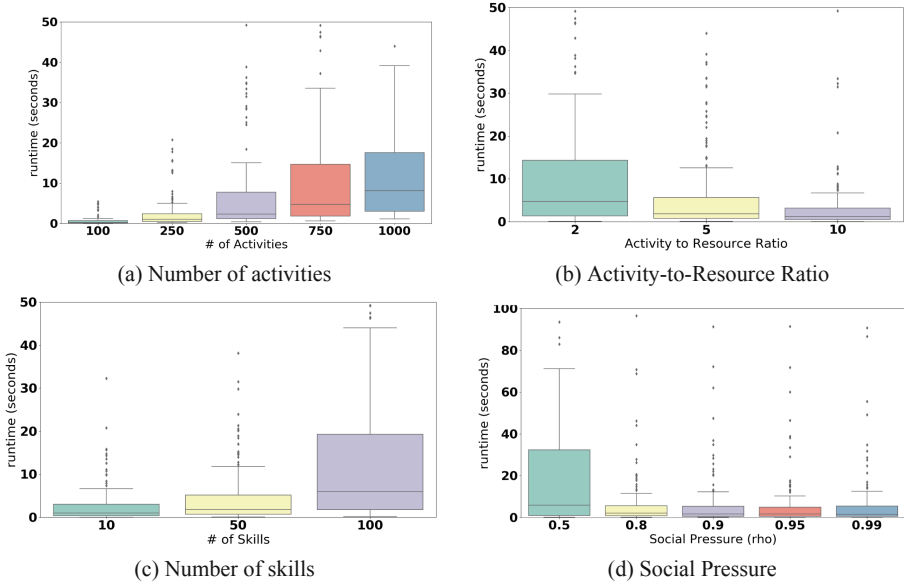 50
40
30
20
10
0
runtime (seconds)
100 250 500 750 1000
# of Activities
(a) Number of activities
50
40
30
20
10
0
runtime (seconds)
2 5 10
Activity to Resource Ratio
(b) Activity-to-Resource Ratio
50
40
30
20
10
0
runtime (seconds)
10 50 100
# of Skills
(c) Number of skills
100
80
60
40
20
0
runtime (seconds)
0.5 0.8 0.9 0.95 0.99
Social Pressure (rho)
(d) Social Pressure